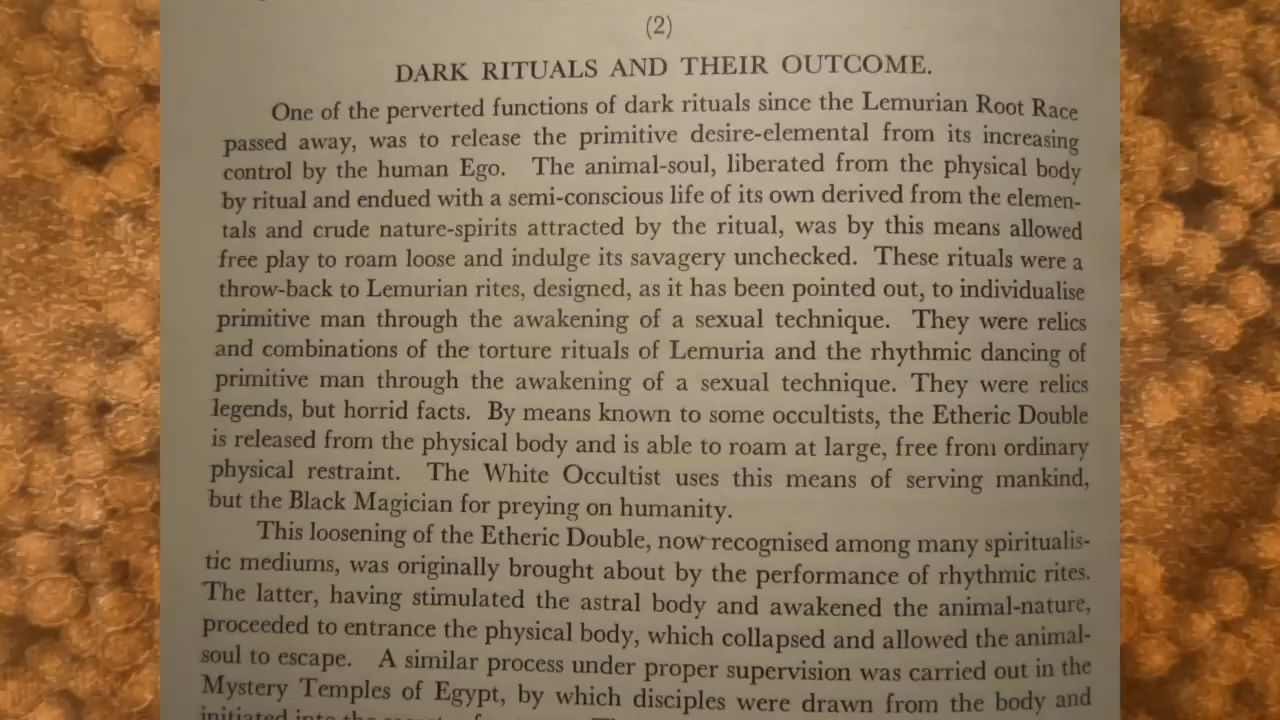 (2)
DARK RITUALS AND THEIR OUTCOME.
One of the perverted functions of dark rituals since the Lemurian Root Race
passed away, was to release the primitive desire-elemental from its increasing
control by the human Ego. The animal-soul, liberated from the physical body
by ritual and endued with a semi-conscious life of its own derived from the elemen-
tals and crude nature-spirits attracted by the ritual, was by this means allowed
free play to roam loose and indulge its savagery unchecked. These rituals were a
throw-back to Lemurian rites, designed, as it has been pointed out, to individualise
primitive man through the awakening of a sexual technique. They were relics
and combinations of the torture rituals of Lemuria and the rhythmic dancing of
primitive man through the awakening of a sexual technique. They were relics
legends, but horrid facts. By means known to some occultists, the Etheric Double
is released from the physical body and is able to roam at large, free from ordinary
physical restraint. The White Occultist uses this means of serving mankind,
but the Black Magician for preying on humanity.
This loosening of the Etheric Double, now recognised among many spiritualis-
tic mediums, was originally brought about by the performance of rhythmic rites.
The latter, having stimulated the astral body and awakened the animal-nature,
proceeded to entrance the physical body, which collapsed and allowed the animal-
soul to escape. A similar process under proper supervision was carried out in the
Mystery Temples of Egypt, by which disciples were drawn from the body and
initiated into the